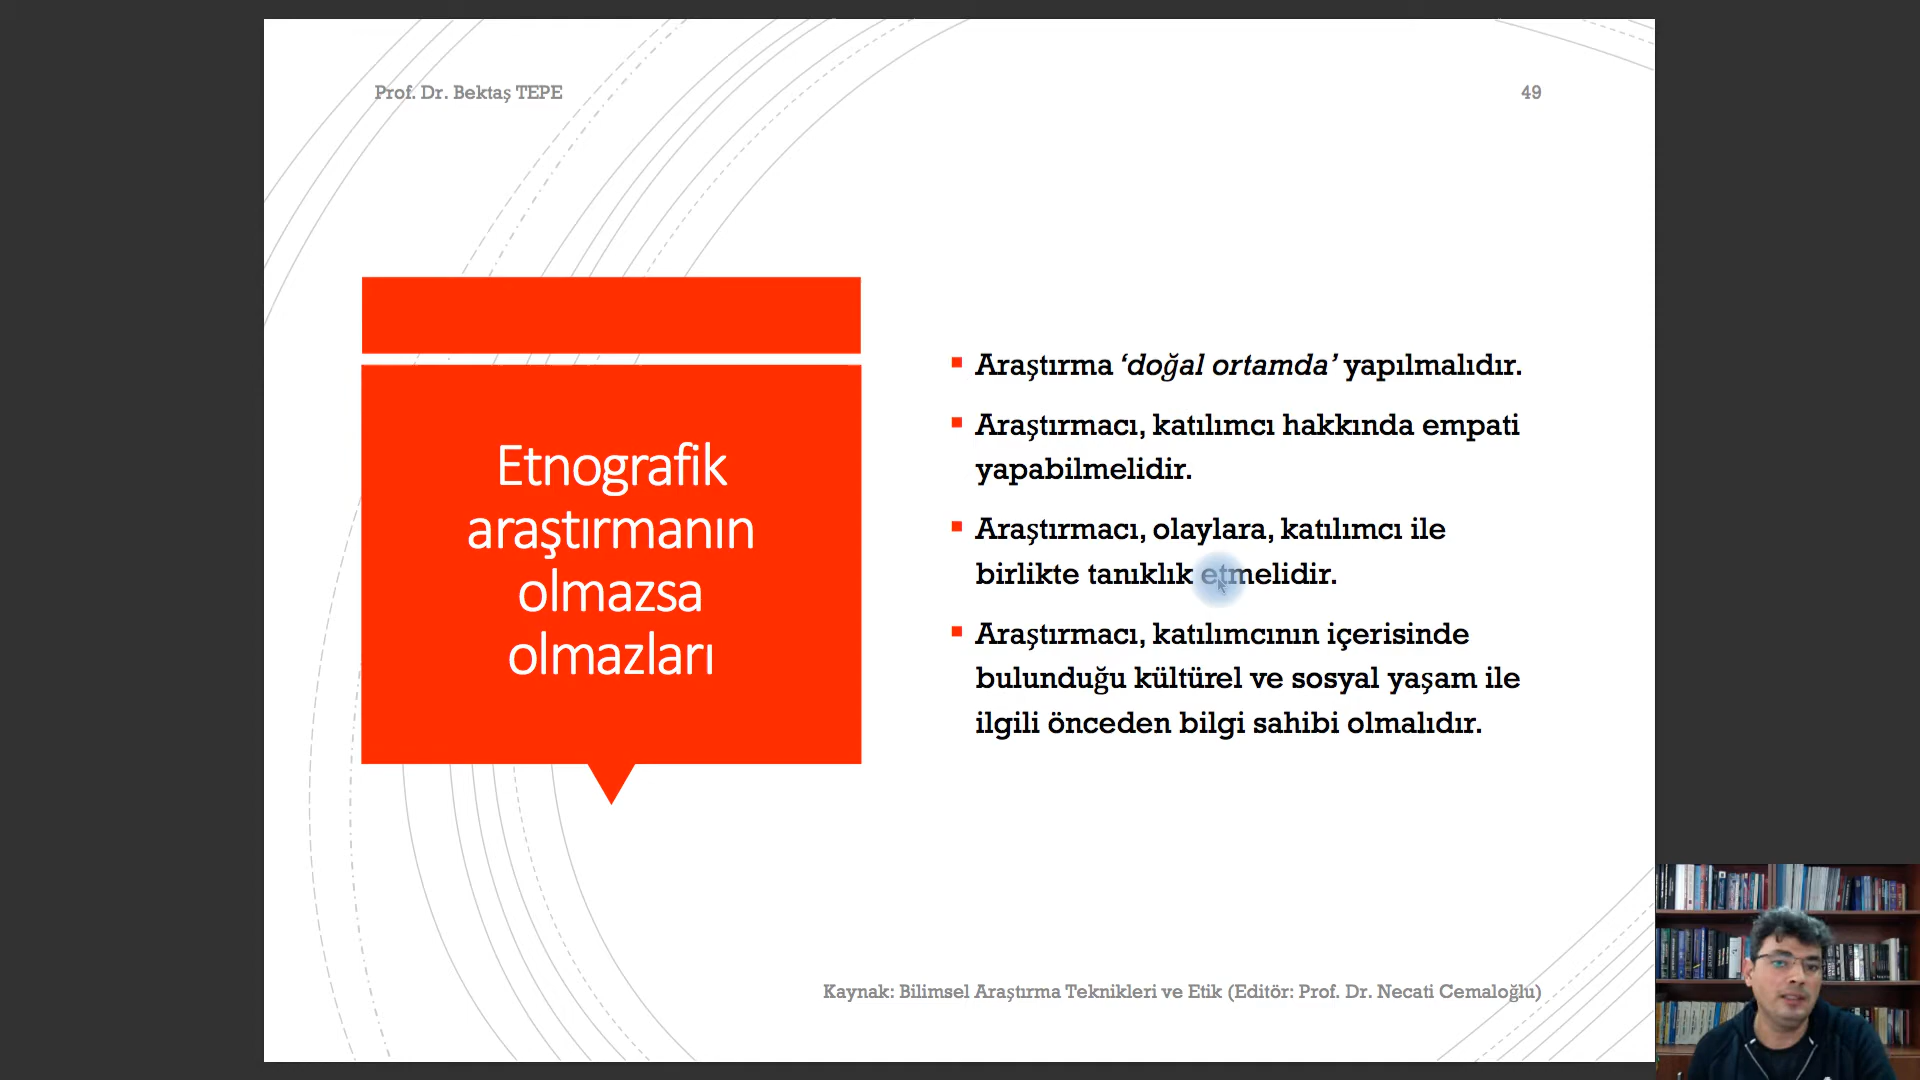 Prof. Dr. Bektaş TEPE
49
Etnografik
araştırmanın
olmazsa
olmazları
Araştırma ‘doğal ortamda’ yapılmalıdır.
Araştırmacı, katılımcı hakkında empati
yapabilmelidir.
Araştırmacı, olaylara, katılımcı ile
birlikte tanıklık etmelidir.
Araştırmacı, katılımcının içerisinde
bulunduğu kültürel ve sosyal yaşam ile
ilgili önceden bilgi sahibi olmalıdır.
Kaynak: Bilimsel Araştırma Teknikleri ve Etik (Editör: Prof. Dr. Necati Cemaloğlu)